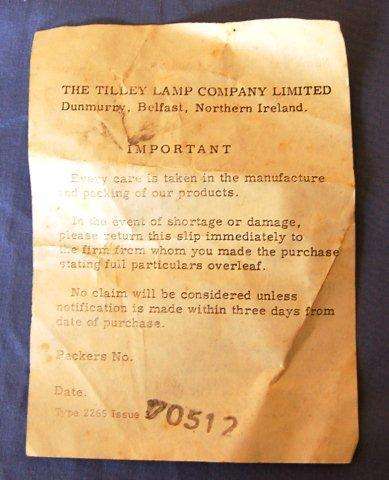 THE TILLEY LAMP COMPANY LIMITED
Dunmurry, Belfast, Northern Ireland.
IMPORTANT
Every care is taken in the manufacture
and packing of our products.
In the event of shortage or damage,
please return this slip immediately to
the firm from whom you made the purchase
stating full particulars overleaf.
No claim will be considered unless
notification is made within three days from
date of purchase.
Packers No.
Date.
Type 2265 Issue
70512